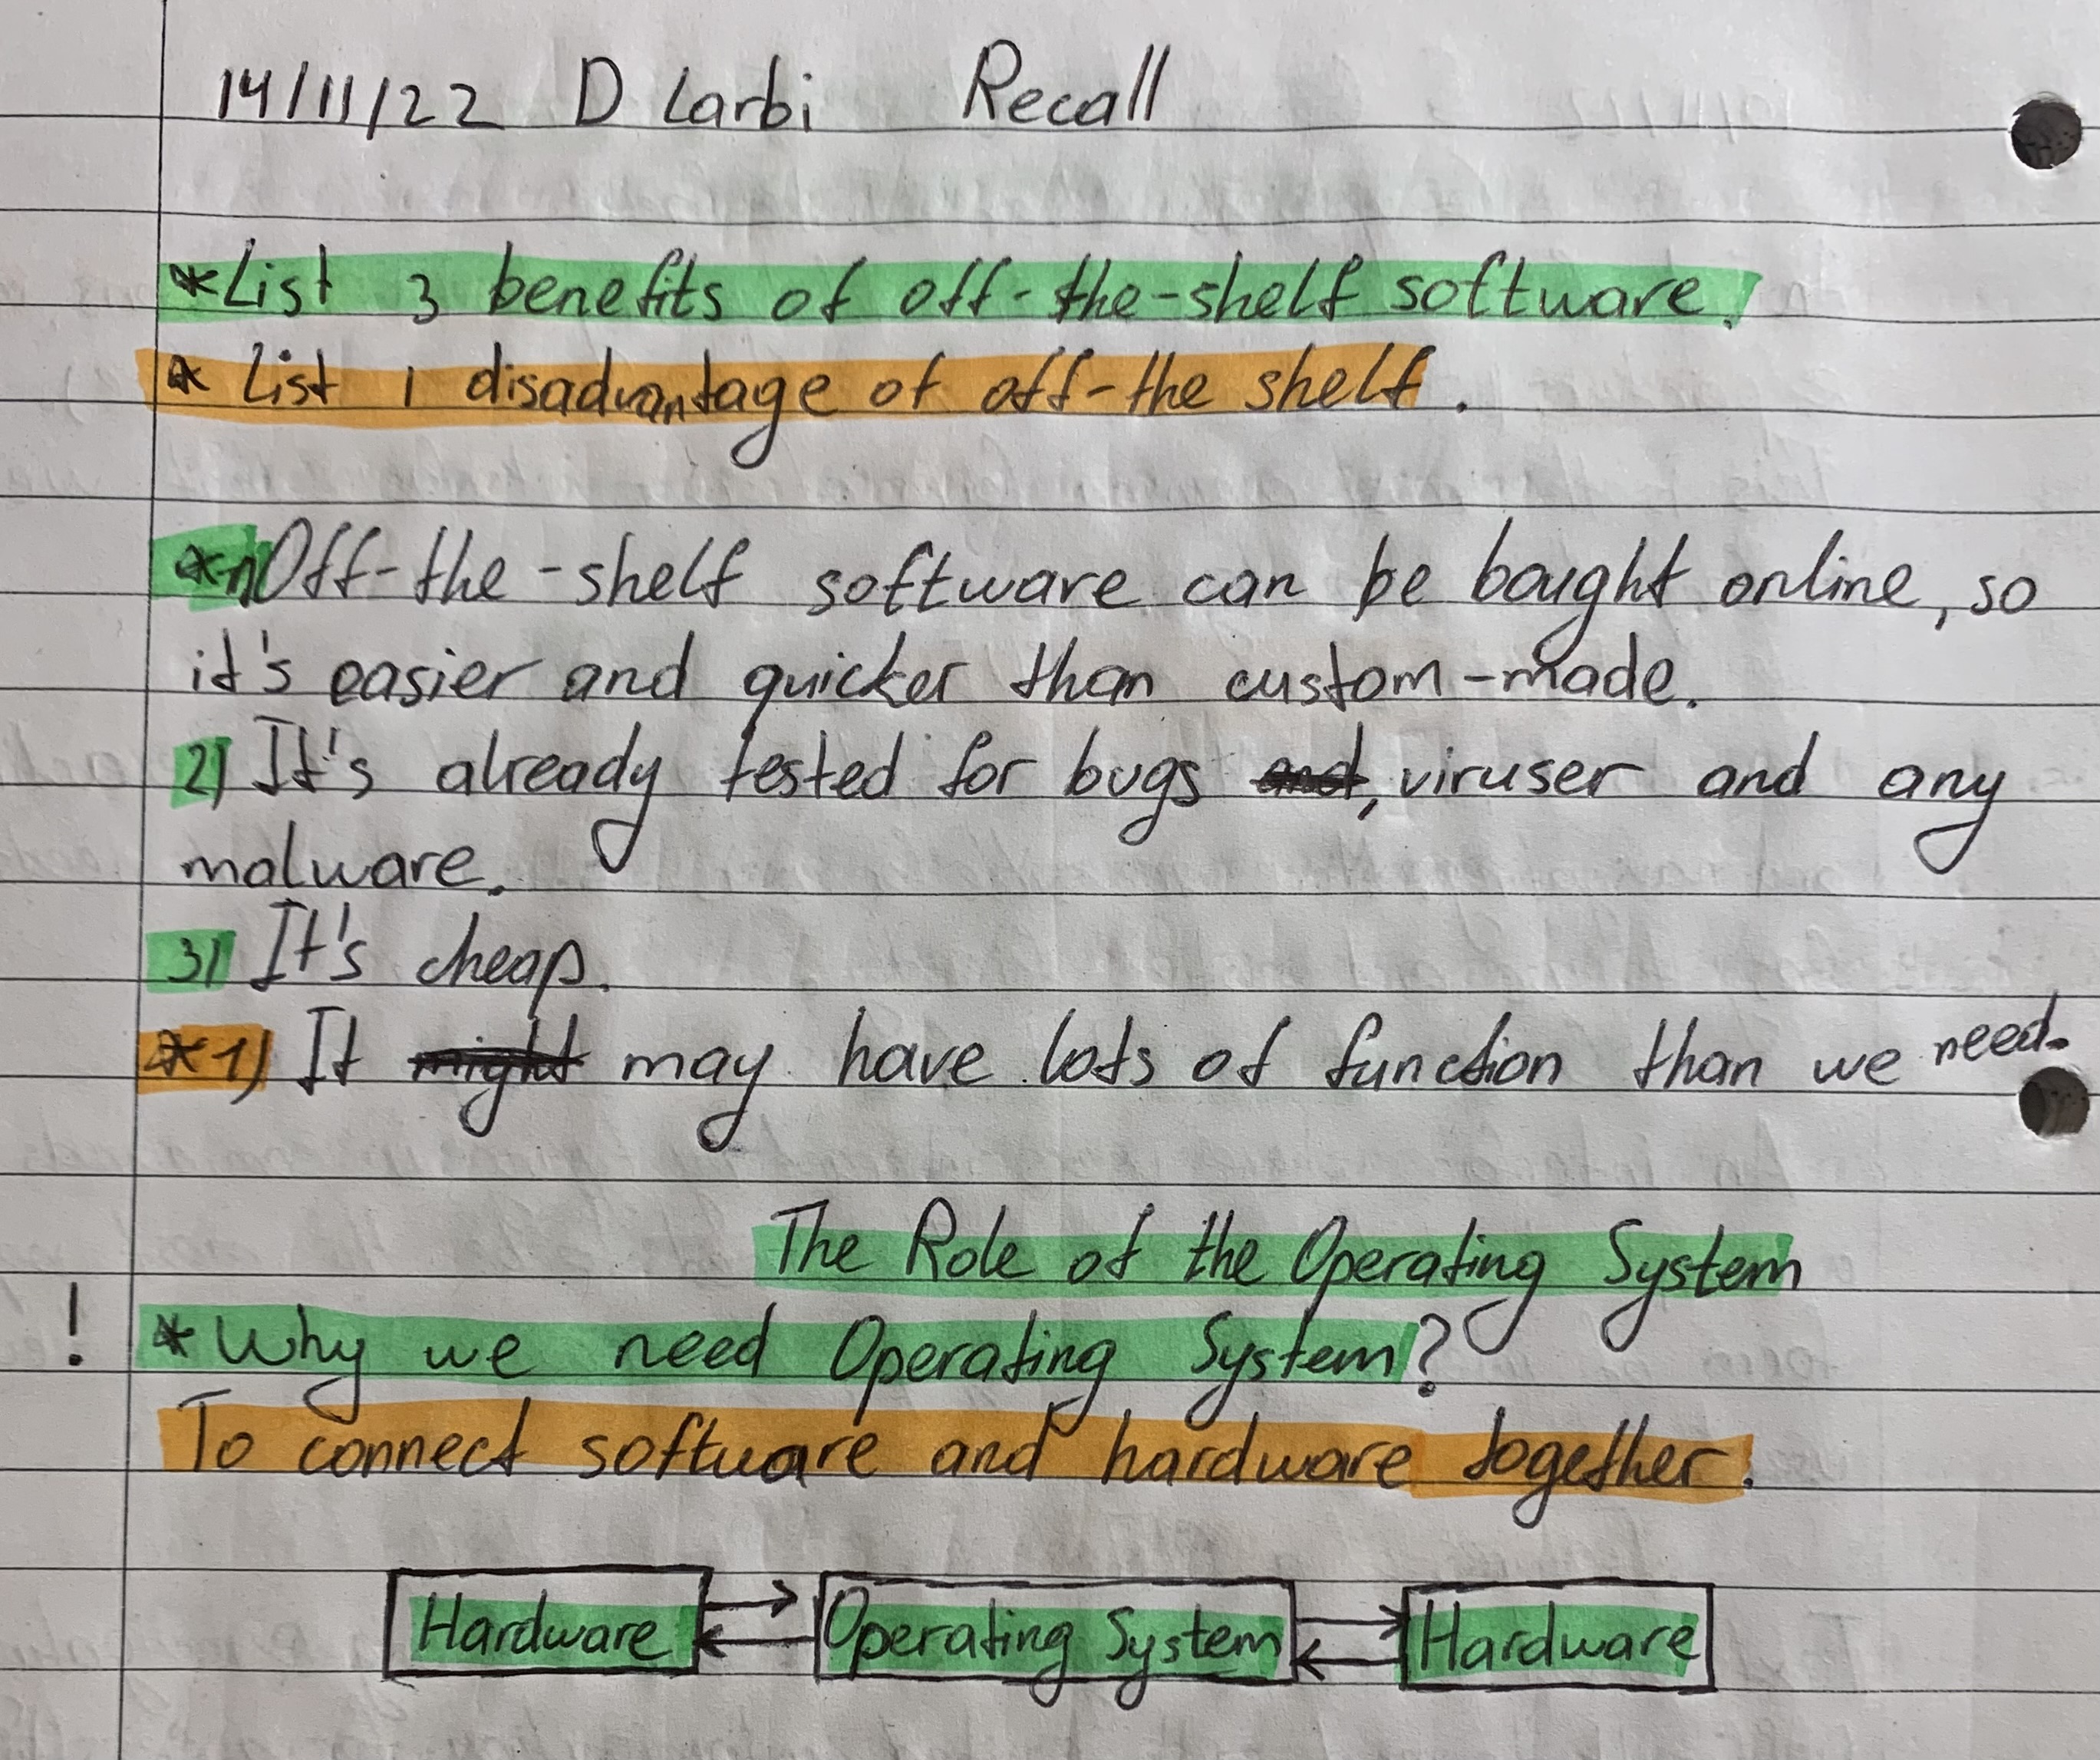 14/11/22 D Larbi Recall
*List 3 benefits of off-the-shelf software.
* List 1 disadvantage of off-the shelf.
*1) Off-the-shelf software can be bought online, so
it's easier and quicker than custom-made.
2) It's already tested for bugs and, viruser and any
malware.
3) It's cheap.
*1) It might may have lots of function than we need.
The Role of the Operating System
! *Why we need Operating System?
To connect software and hardware together.
Hardware Operating System Hardware